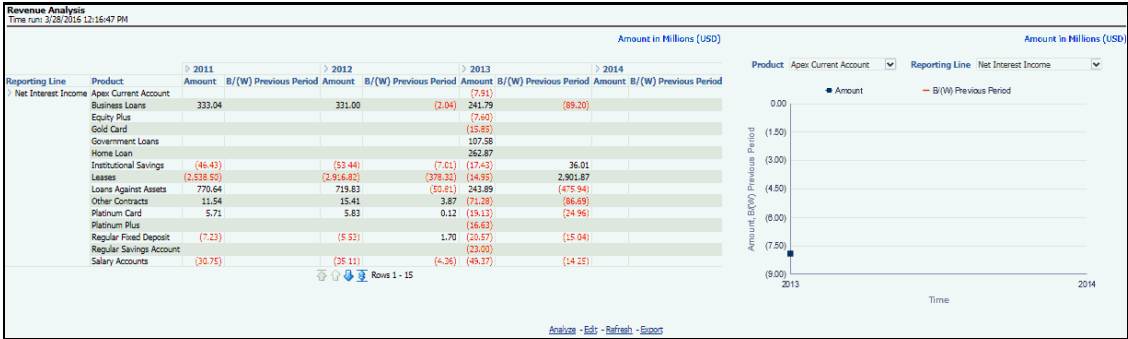 Revenue Analysis
Time run: 3/28/2016 12:16:47 PM
Amount in Millions (USD)
2011 2012 2013 2014
Reporting Line Product Amount B/(W) Previous Period Amount B/(W) Previous Period Amount B/(W) Previous Period Amount B/(W) Previous Period
Net Interest Income Apex Current Account (7.91)
Business Loans 333.04 331.00 (2.04) 241.79 (89.20)
Equity Plus (7.60)
Gold Card (15.85)
Government Loans 107.58
Home Loan 262.87
Institutional Savings (46.43) (53.44) (7.01) (17.43) 36.01
Leases (2,538.50) (2,916.82) (378.32) (14.95) 2,901.87
Loans Against Assets 770.64 719.83 (50.81) 243.89 (475.94)
Other Contracts 11.54 15.41 3.87 (71.28) (86.69)
Platinum Card 5.71 5.83 0.12 (19.13) (24.96)
Platinum Plus (16.63)
Regular Fixed Deposit (7.23) (5.53) 1.70 (20.57) (15.04)
Regular Savings Account (23.00)
Salary Accounts (30.75) (35.11) (4.36) (49.37) (14.25)
Rows 1 - 15
Amount in Millions (USD)
Product Apex Current Account Reporting Line Net Interest Income
Amount B/(W) Previous Period
Amount, B/(W) Previous Period
0.00
(1.50)
(3.00)
(4.50)
(6.00)
(7.50)
(9.00)
2013 2014
Time
Analyze - Edit - Refresh - Export